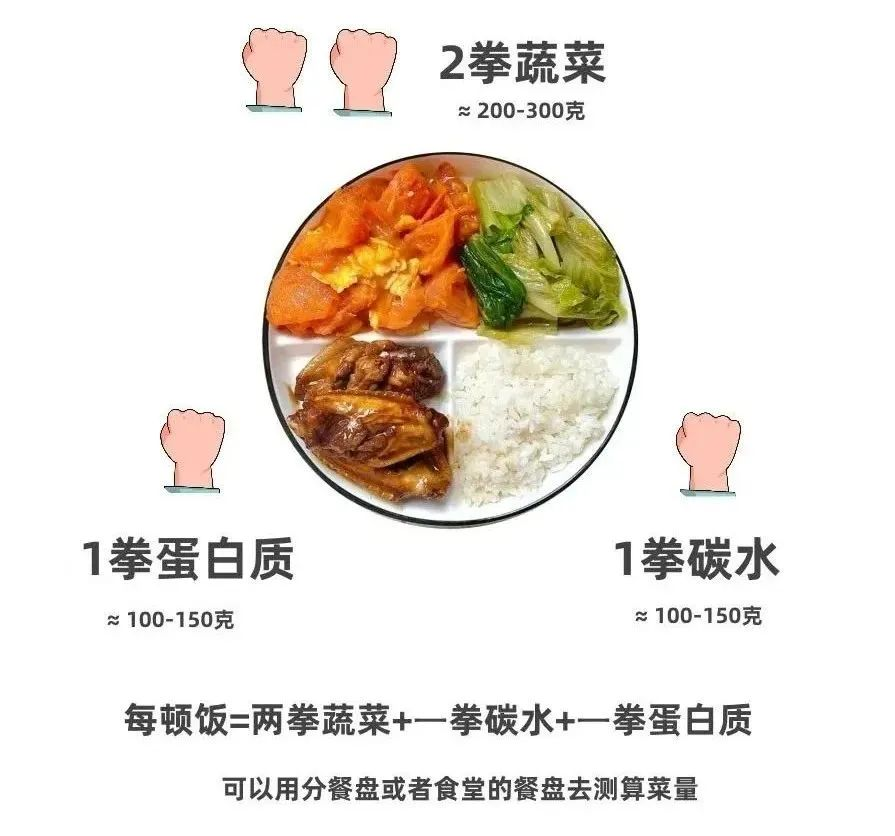 2拳蔬菜
≈ 200-300克
1拳蛋白质
≈ 100-150克
1拳碳水
≈ 100-150克
每顿饭=两拳蔬菜+一拳碳水+一拳蛋白质
可以用分餐盘或者食堂的餐盘去测算菜量